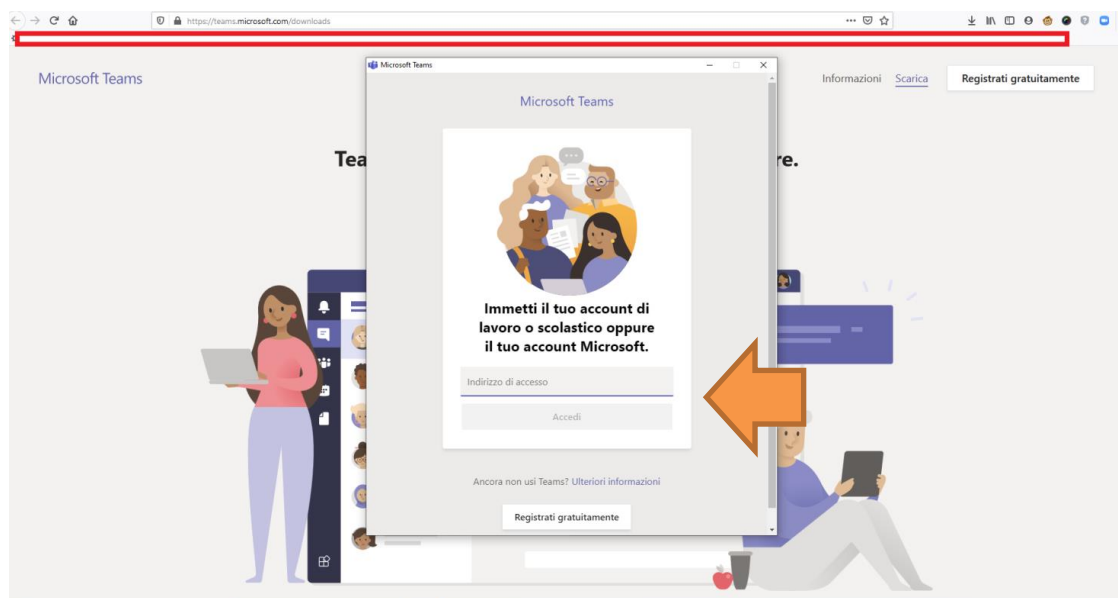 https://teams.microsoft.com/downloads
Microsoft Teams
Microsoft Teams
Informazioni Scarica Registrati gratuitamente
Microsoft Teams
Tea
re.
Immetti il tuo account di
lavoro o scolastico oppure
il tuo account Microsoft.
Indirizzo di accesso
Accedi
Ancora non usi Teams? Ulteriori informazioni
Registrati gratuitamente